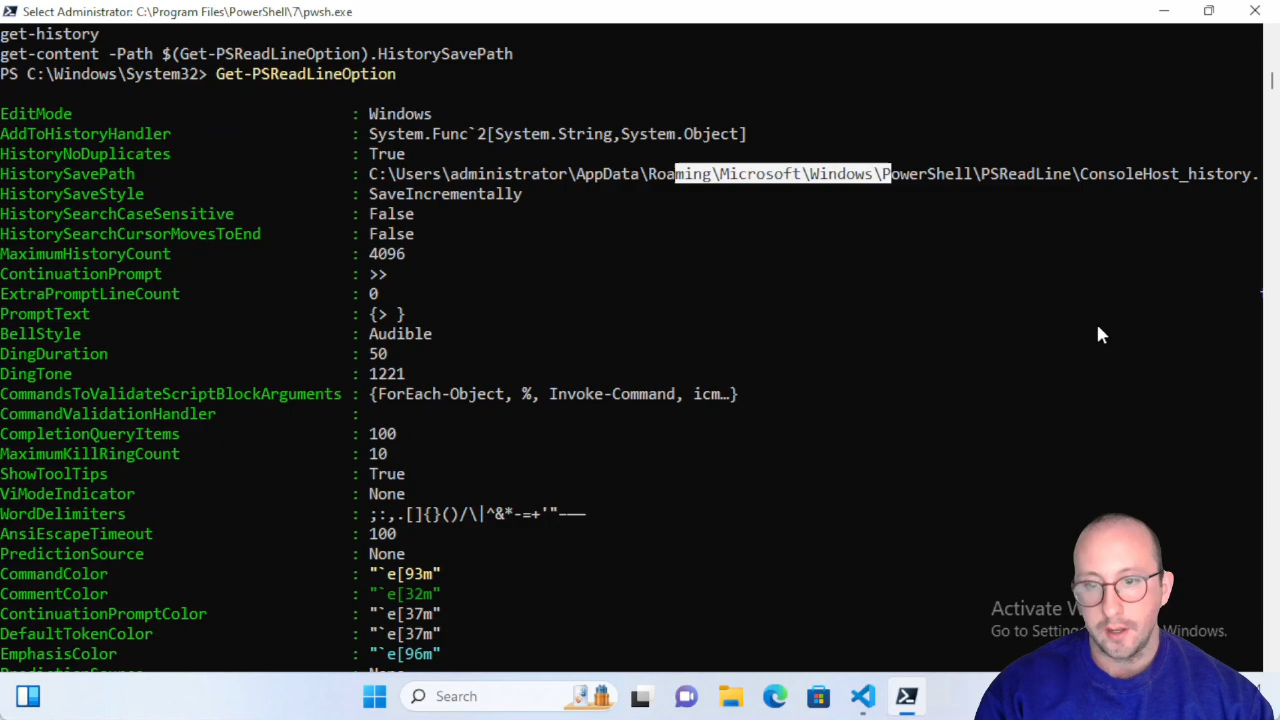 Select Administrator: C:\Program Files\PowerShell\7\pwsh.exe
get-history
get-content -Path $(Get-PSReadLineOption).HistorySavePath
PS C:\Windows\System32> Get-PSReadLineOption
EditMode : Windows
AddToHistoryHandler : System.Func`2[System.String,System.Object]
HistoryNoDuplicates : True
HistorySavePath : C:\Users\administrator\AppData\Roaming\Microsoft\Windows\PowerShell\PSReadLine\ConsoleHost_history.
HistorySaveStyle : SaveIncrementally
HistorySearchCaseSensitive : False
HistorySearchCursorMovesToEnd : False
MaximumHistoryCount : 4096
ContinuationPrompt : >>
ExtraPromptLineCount : 0
PromptText : {> }
BellStyle : Audible
DingDuration : 50
DingTone : 1221
CommandsToValidateScriptBlockArguments : {ForEach-Object, %, Invoke-Command, icm…}
CommandValidationHandler :
CompletionQueryItems : 100
MaximumKillRingCount : 10
ShowToolTips : True
ViModeIndicator : None
WordDelimiters : ;:,.[]{}()/\|^&*-=+'"–—―
AnsiEscapeTimeout : 100
PredictionSource : None
CommandColor : "`e[93m"
CommentColor : "`e[32m"
ContinuationPromptColor : "`e[37m"
DefaultTokenColor : "`e[37m"
EmphasisColor : "`e[96m"
Activate
Go to Windows.
Search